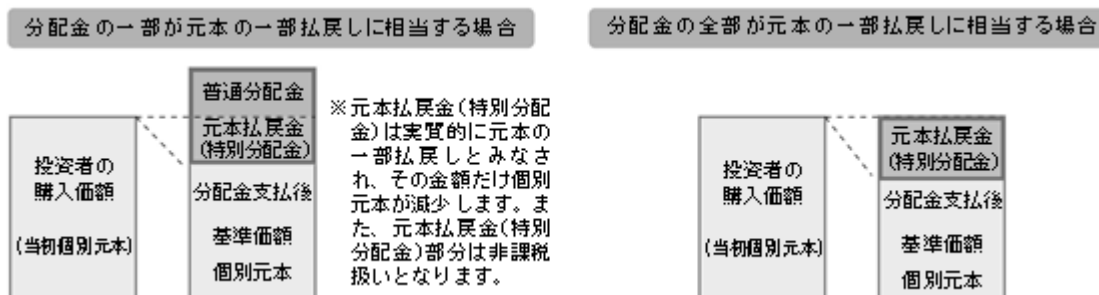 分配金の一部が元本の一部払戻しに相当する場合
普通分配金
元本払戻金
(特別分配金)
投資者の
購入価額
(当初個別元本)
分配金支払後
基準価額
個別元本
※元本払戻金(特別分配
金)は実質的に元本の
一部払戻しとみなさ
れ、その金額だけ個別
元本が減少します。ま
た、元本払戻金(特別
分配金)部分は非課税
扱いとなります。
分配金の全部が元本の一部払戻しに相当する場合
投資者の
購入価額
(当初個別元本)
元本払戻金
(特別分配金)
分配金支払後
基準価額
個別元本